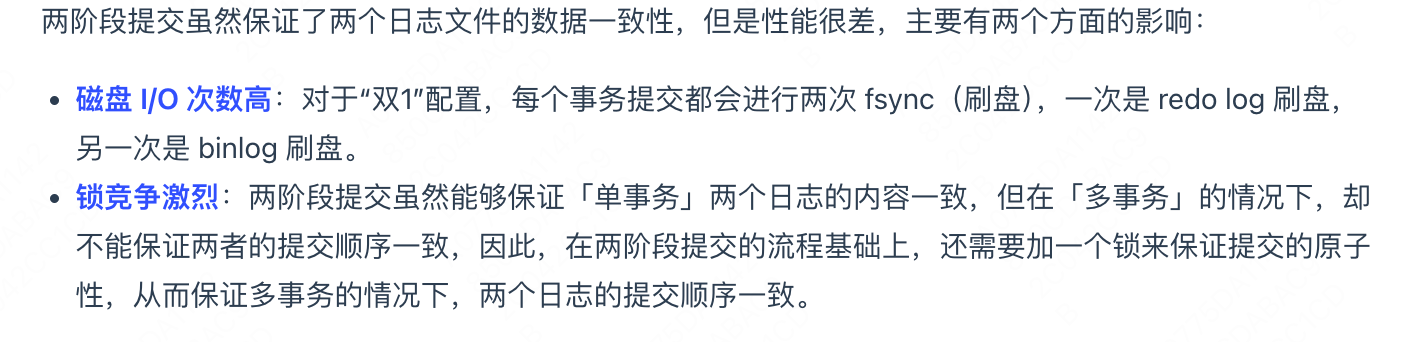 两阶段提交虽然保证了两个日志文件的数据一致性，但是性能很差，主要有两个方面的影响：
• 磁盘 I/O 次数高：对于“双1”配置，每个事务提交都会进行两次 fsync（刷盘），一次是 redo log 刷盘，
另一次是 binlog 刷盘。
• 锁竞争激烈：两阶段提交虽然能够保证「单事务」两个日志的内容一致，但在「多事务」的情况下，却
不能保证两者的提交顺序一致，因此，在两阶段提交的流程基础上，还需要加一个锁来保证提交的原子
性，从而保证多事务的情况下，两个日志的提交顺序一致。